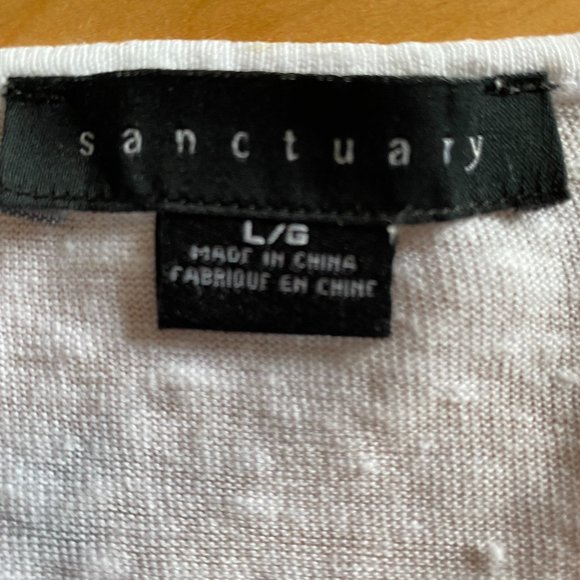 sanctuary
L/G
MADE IN CHINA
FABRIQUE EN CHINE